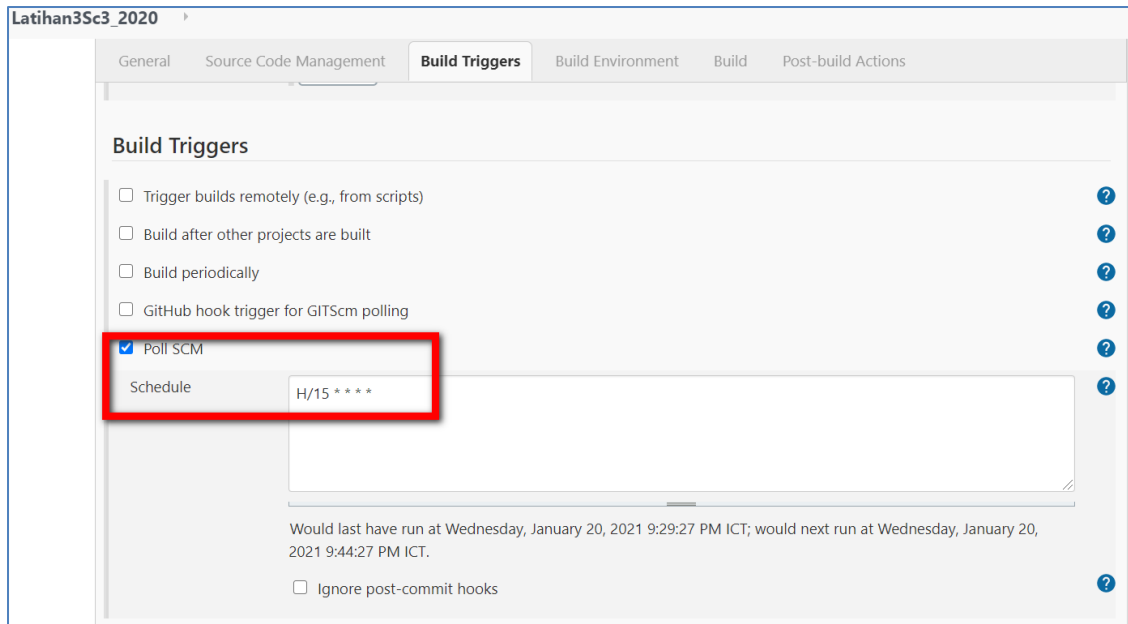 Latihan3Sc3_2020
General Source Code Management Build Triggers Build Environment Build Post-build Actions
Build Triggers
Trigger builds remotely (e.g., from scripts)
Build after other projects are built
Build periodically
GitHub hook trigger for GITScm polling
Poll SCM
Schedule
H/15 * * * *
Would last have run at Wednesday, January 20, 2021 9:29:27 PM ICT; would next run at Wednesday, January 20,
2021 9:44:27 PM ICT.
Ignore post-commit hooks